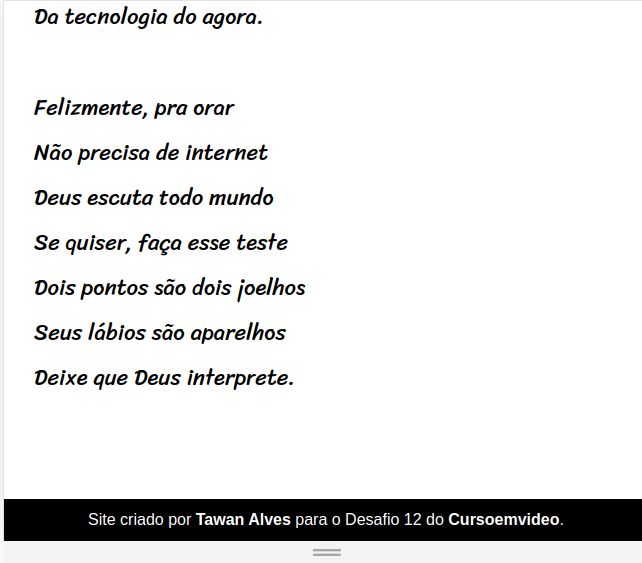 Da tecnologia do agora.
Felizmente, pra orar
Não precisa de internet
Deus escuta todo mundo
Se quiser, faça esse teste
Dois pontos são dois joelhos
Seus lábios são aparelhos
Deixe que Deus interprete.
Site criado por Tawan Alves para o Desafio 12 do Cursoemvideo.